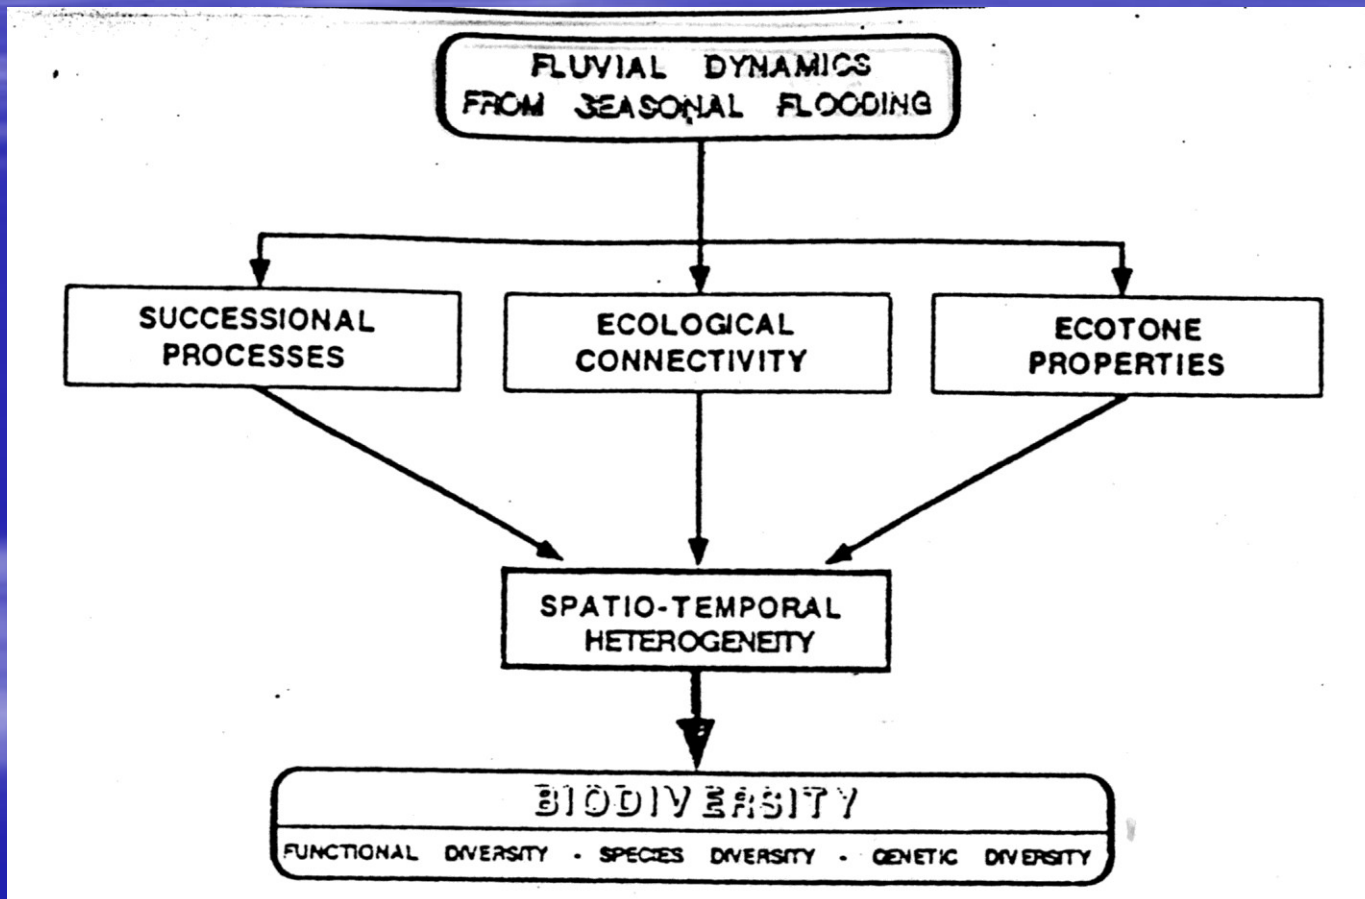 FLUVIAL DYNAMICS
FROM SEASONAL FLOODING
SUCCESSIONAL
PROCESSES
ECOLOGICAL
CONNECTIVITY
ECOTONE
PROPERTIES
SPATIO-TEMPORAL
HETEROGENEITY
BIODIVERSITY
FUNCTIONAL DIVERSITY - SPECIES DIVERSITY - GENETIC DIVERSITY